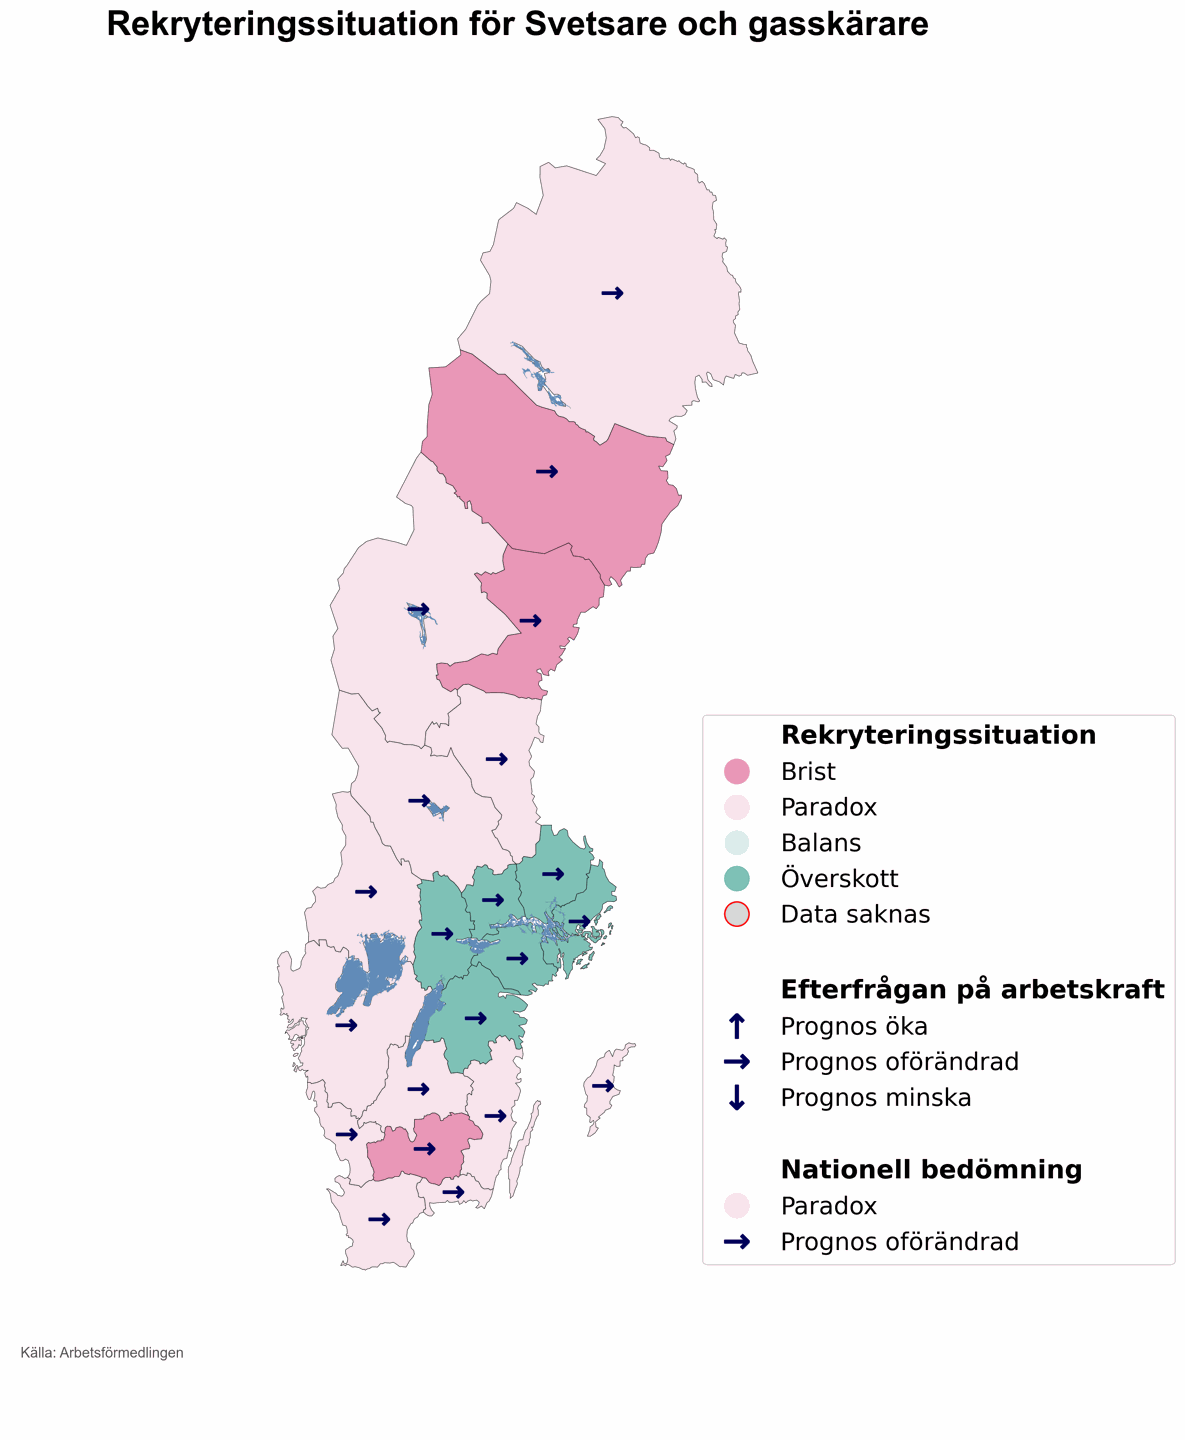 Rekryteringssituation för Svetsare och gasskärare
Rekryteringssituation
Brist
Paradox
Balans
Överskott
Data saknas
Efterfrågan på arbetskraft
Prognos öka
Prognos oförändrad
Prognos minska
Nationell bedömning
Paradox
Prognos oförändrad
Källa: Arbetsförmedlingen